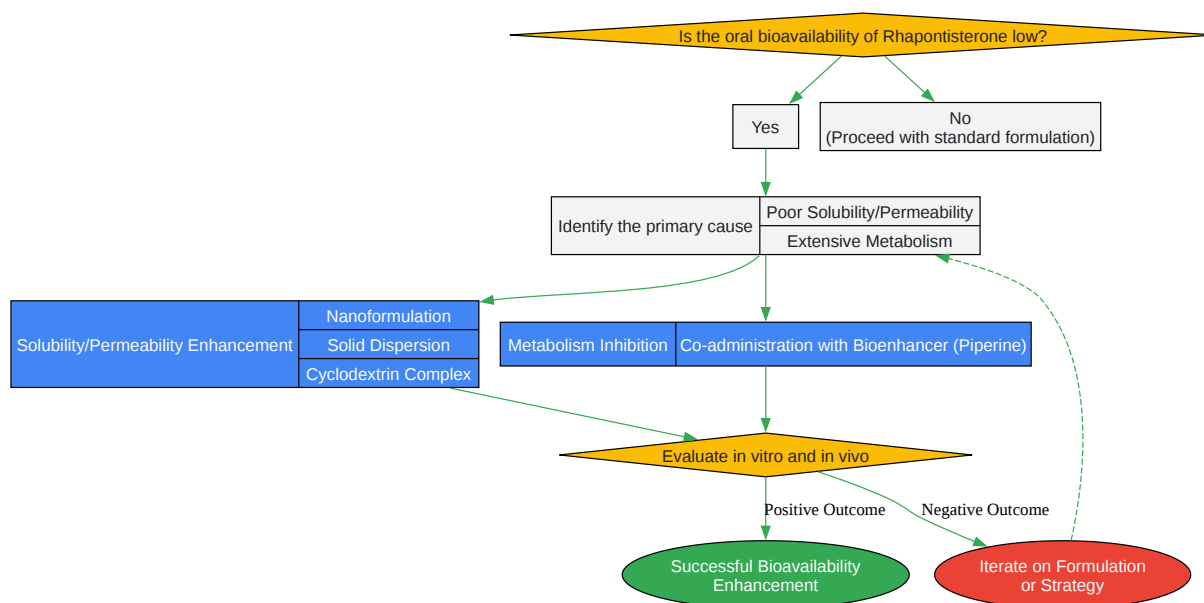 Is the oral bioavailability of Rhapontisterone low?
Yes
No
(Proceed with standard formulation)
Identify the primary cause
Poor Solubility/Permeability
Extensive Metabolism
Solubility/Permeability Enhancement
Nanoformulation
Solid Dispersion
Cyclodextrin Complex
Metabolism Inhibition
Co-administration with Bioenhancer (Piperine)
Evaluate in vitro and in vivo
Positive Outcome
Negative Outcome
Successful Bioavailability
Enhancement
Iterate on Formulation
or Strategy